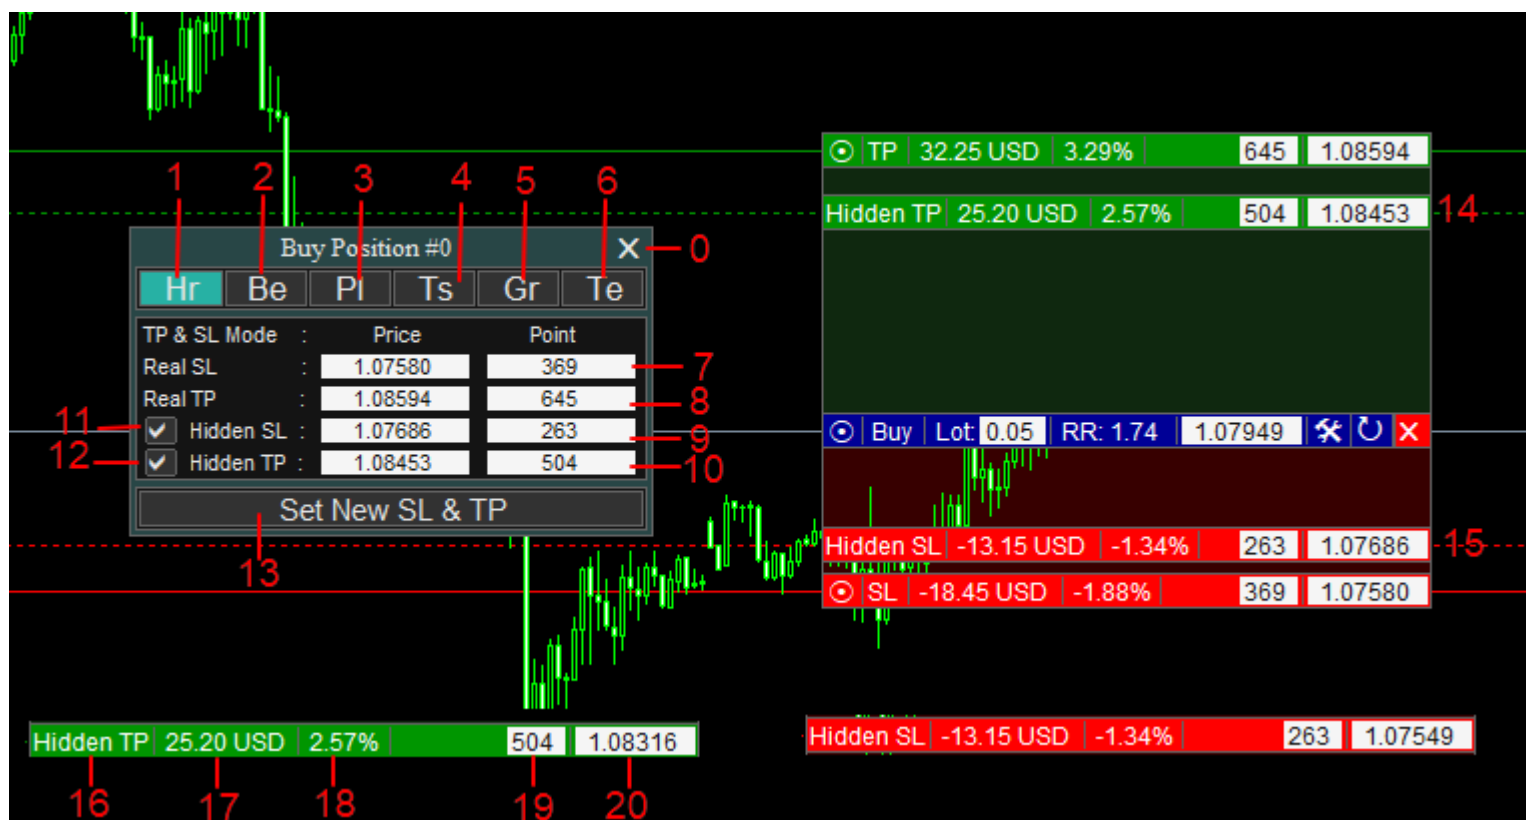 TP 32.25 USD 3.29% 645 1.08594
1 2 3 4 5 6
Hidden TP 25.20 USD 2.57% 504 1.08453 14
Buy Position #0 0
Hr Be Pl Ts Gr Te
TP & SL Mode : Price Point
Real SL : 1.07580 369 7
Real TP : 1.08594 645 8
11 Hidden SL : 1.07686 263 9
12 Hidden TP : 1.08453 504 10
Buy Lot: 0.05 RR: 1.74 1.07949
Set New SL & TP
13
Hidden SL -13.15 USD -1.34% 263 1.07686 15
SL -18.45 USD -1.88% 369 1.07580
Hidden TP 25.20 USD 2.57% 504 1.08316
Hidden SL -13.15 USD -1.34% 263 1.07549
16 17 18 19 20